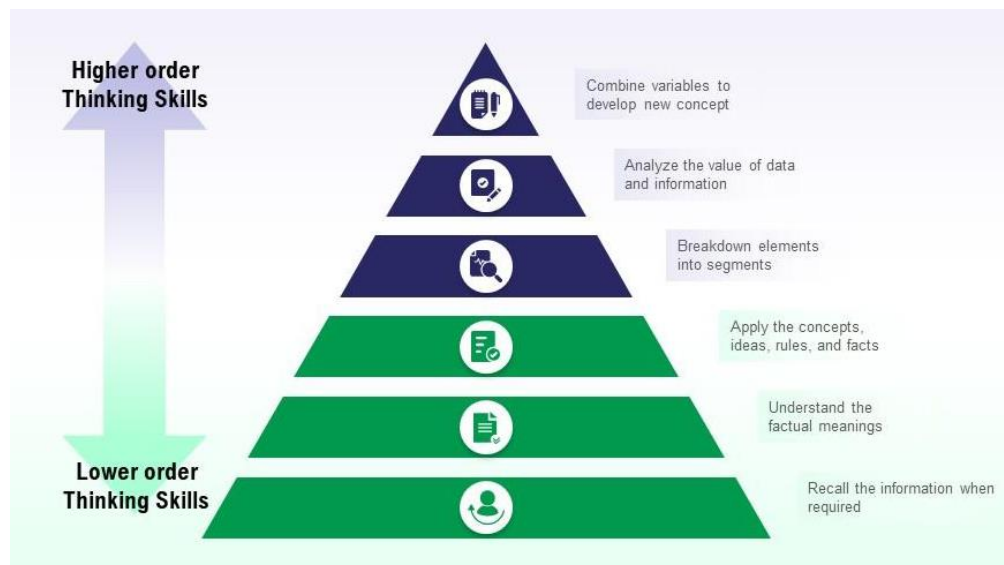 Higher order
Thinking Skills
Combine variables to
develop new concept
Analyze the value of data
and information
Breakdown elements
into segments
Apply the concepts,
ideas, rules, and facts
Understand the
factual meanings
Lower order
Thinking Skills
Recall the information when
required